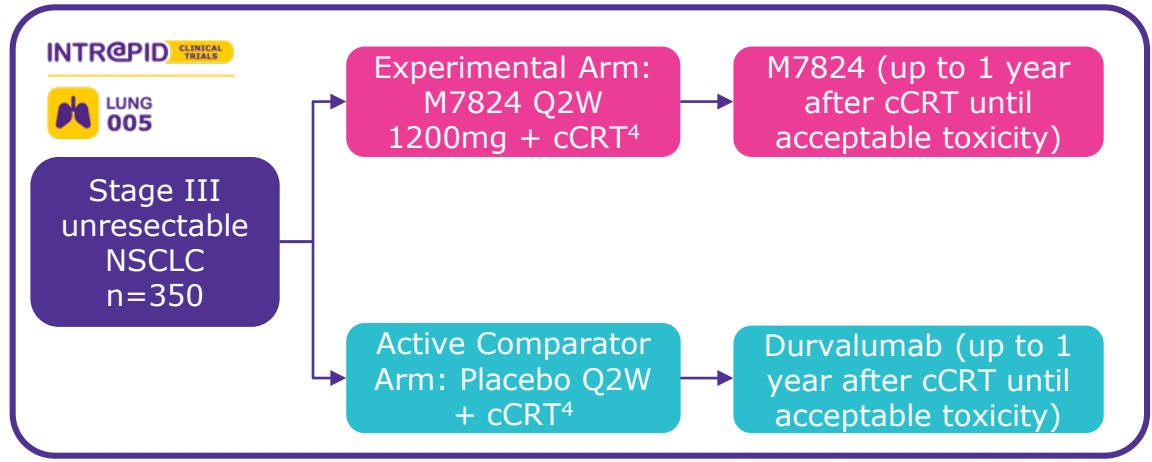 INTR@PID CLINICAL
TRIALS
LUNG
005
Stage III
unresectable
NSCLC
n=350
Experimental Arm:
M7824 Q2W
1200mg + cCRT⁴
M7824 (up to 1 year
after cCRT until
acceptable toxicity)
Active Comparator
Arm: Placebo Q2W
+ cCRT⁴
Durvalumab (up to 1
year after cCRT until
acceptable toxicity)